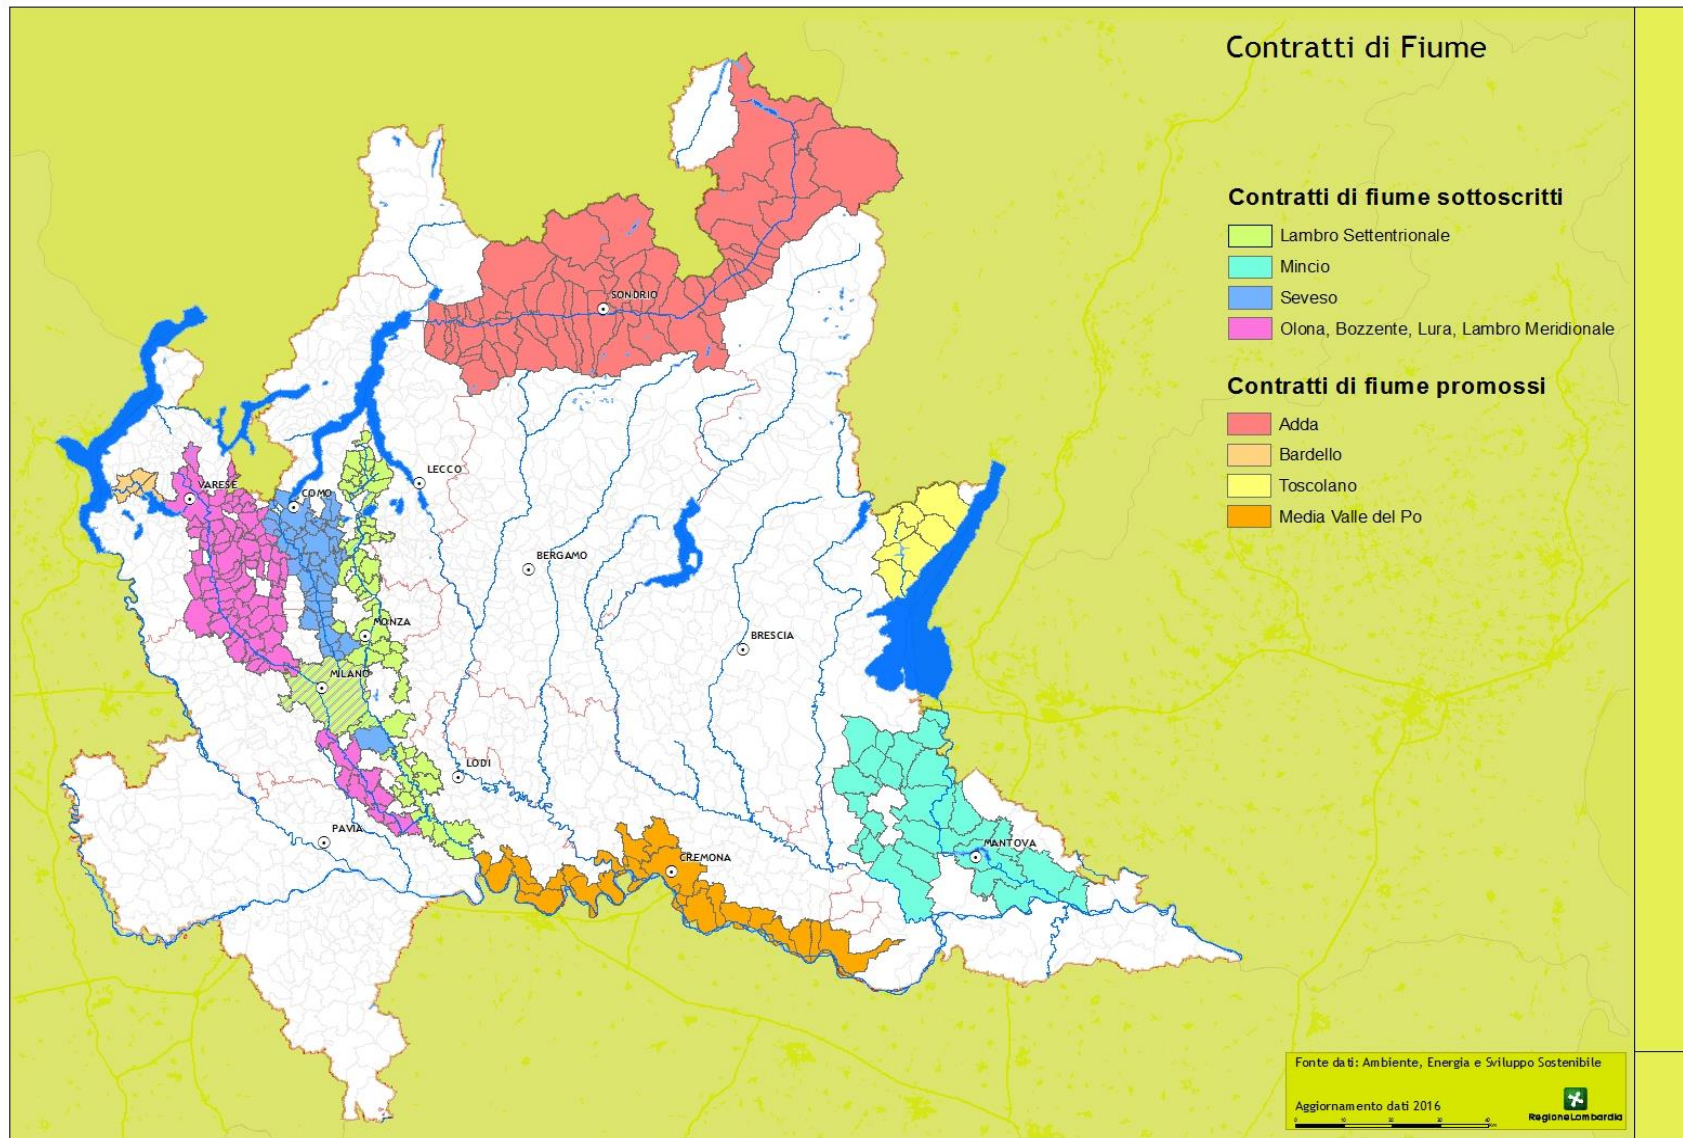 Contratti di Fiume
Contratti di fiume sottoscritti
Lambro Settentrionale
Mincio
Seveso
Olona, Bozzente, Lura, Lambro Meridionale
Contratti di fiume promossi
Adda
Bardello
Toscolano
Media Valle del Po
SONDRIO
LECCO
VARESE
COMO
BERGAMO
MONZA
BRESCIA
MILANO
LODI
PAVIA
CREMONA
MANTOVA
Fonte dati: Ambiente, Energia e Sviluppo Sostenibile
Aggiornamento dati 2016
RegioneLombardia